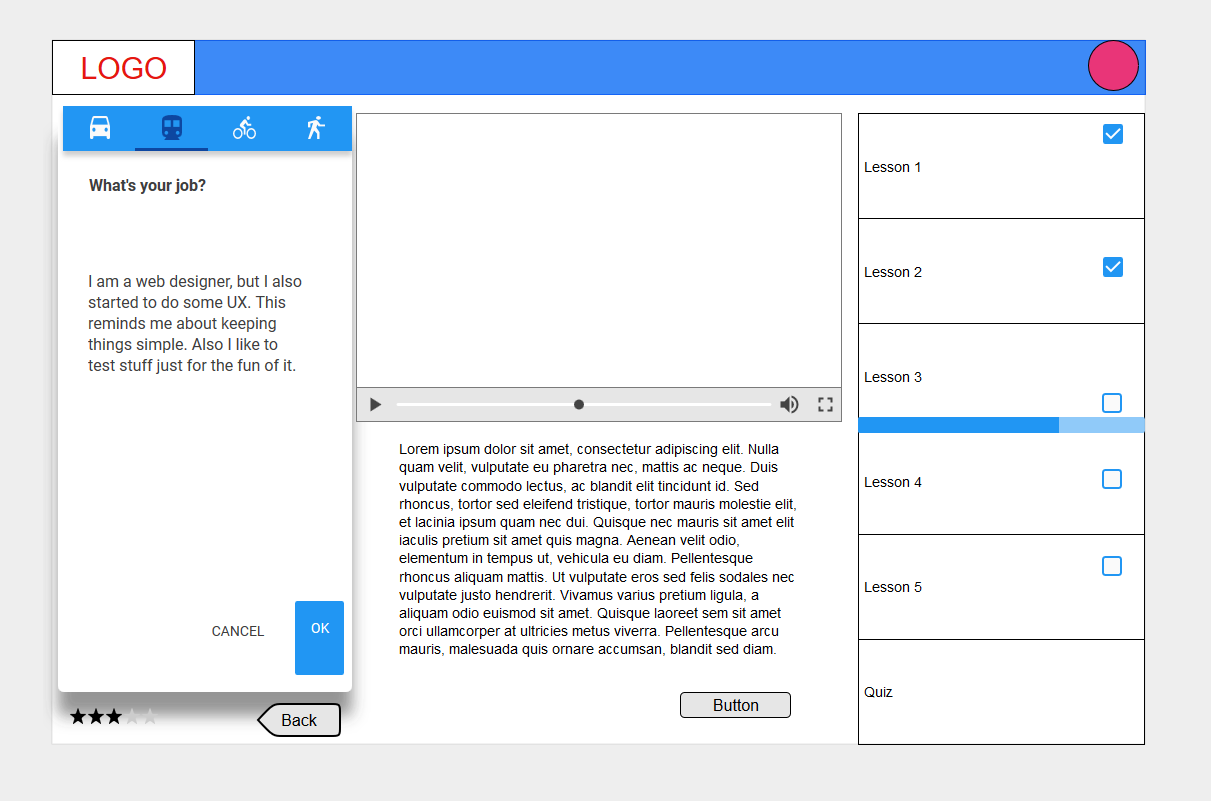 LOGO
What's your job?
I am a web designer, but I also
started to do some UX. This
reminds me about keeping
things simple. Also I like to
test stuff just for the fun of it.
CANCEL
OK
Back
Lorem ipsum dolor sit amet, consectetur adipiscing elit. Nulla
quam velit, vulputate eu pharetra nec, mattis ac neque. Duis
vulputate commodo lectus, ac blandit elit tincidunt id. Sed
rhoncus, tortor sed eleifend tristique, tortor mauris molestie elit,
et lacinia ipsum quam nec dui. Quisque nec mauris sit amet elit
iaculis pretium sit amet quis magna. Aenean velit odio,
elementum in tempus ut, vehicula eu diam. Pellentesque
rhoncus aliquam mattis. Ut vulputate eros sed felis sodales nec
vulputate justo hendrerit. Vivamus varius pretium ligula, a
aliquam odio euismod sit amet. Quisque laoreet sem sit amet
orci ullamcorper at ultricies metus viverra. Pellentesque arcu
mauris, malesuada quis ornare accumsan, blandit sed diam.
Button
Lesson 1
Lesson 2
Lesson 3
Lesson 4
Lesson 5
Quiz